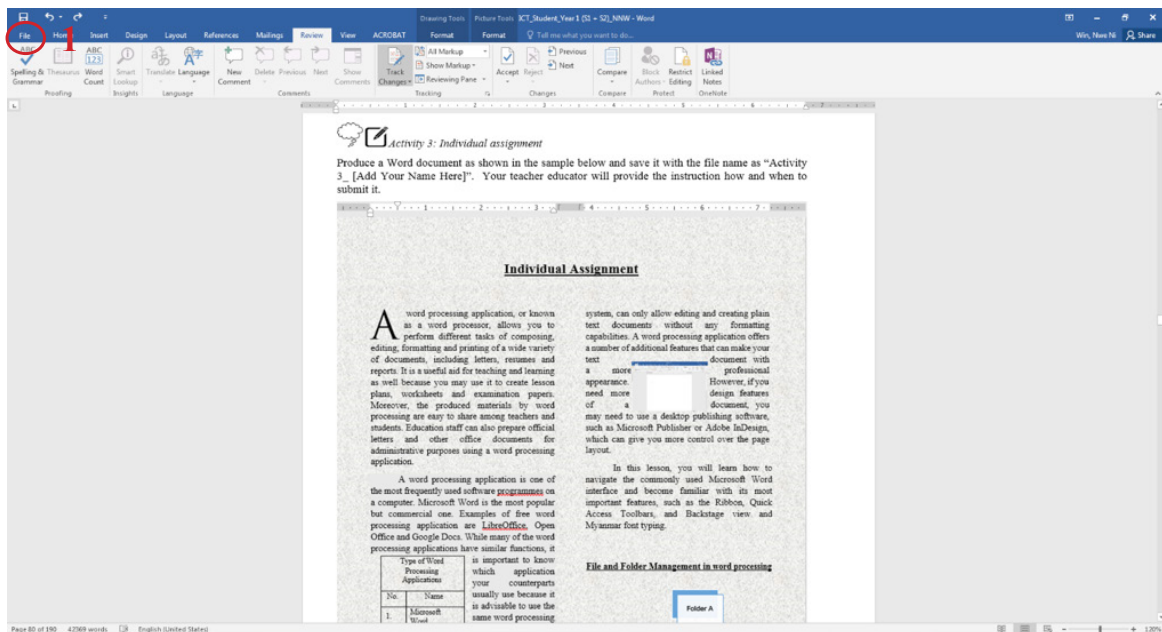 Drawing Tools Picture Tools ICT_Student_Year 1 (S1 + S2)_NNW - Word
File Home Insert Design Layout References Mailings Review View ACROBAT Format Format Tell me what you want to do... Win, Nwe Ni Share
1
ABC ABC
123
Spelling & Thesaurus Word Smart Translate Language New Delete Previous Next Show Track All Markup Accept Reject Previous Compare Block Restrict Linked
Grammar Count Lookup Comment Comments Changes Show Markup Next Authors Editing Notes
Reviewing Pane
Proofing Insights Language Comments Tracking Changes Compare Protect OneNote
Activity 3: Individual assignment
Produce a Word document as shown in the sample below and save it with the file name as “Activity
3_ [Add Your Name Here]”. Your teacher educator will provide the instruction how and when to
submit it.
Individual Assignment
A word processing application, or known
as a word processor, allows you to
perform different tasks of composing,
editing, formatting and printing of a wide variety
of documents, including letters, resumes and
reports. It is a useful aid for teaching and learning
as well because you may use it to create lesson
plans, worksheets and examination papers.
Moreover, the produced materials by word
processing are easy to share among teachers and
students. Education staff can also prepare official
letters and other office documents for
administrative purposes using a word processing
application.
A word processing application is one of
the most frequently used software programmes on
a computer. Microsoft Word is the most popular
but commercial one. Examples of free word
processing application are LibreOffice, Open
Office and Google Docs. While many of the word
processing applications have similar functions, it
is important to know
which application
your counterparts
usually use because it
is advisable to use the
same word processing
Type of Word
Processing
Applications
No. Name
1. Microsoft
Word
system, can only allow editing and creating plain
text documents without any formatting
capabilities. A word processing application offers
a number of additional features that can make your
text document with
a more professional
appearance. However, if you
need more design features
of a document, you
may need to use a desktop publishing software,
such as Microsoft Publisher or Adobe InDesign,
which can give you more control over the page
layout.
In this lesson, you will learn how to
navigate the commonly used Microsoft Word
interface and become familiar with its most
important features, such as the Ribbon, Quick
Access Toolbars, and Backstage view and
Myanmar font typing.
File and Folder Management in word processing
Folder A
Page 80 of 190 42569 words English (United States) 120%